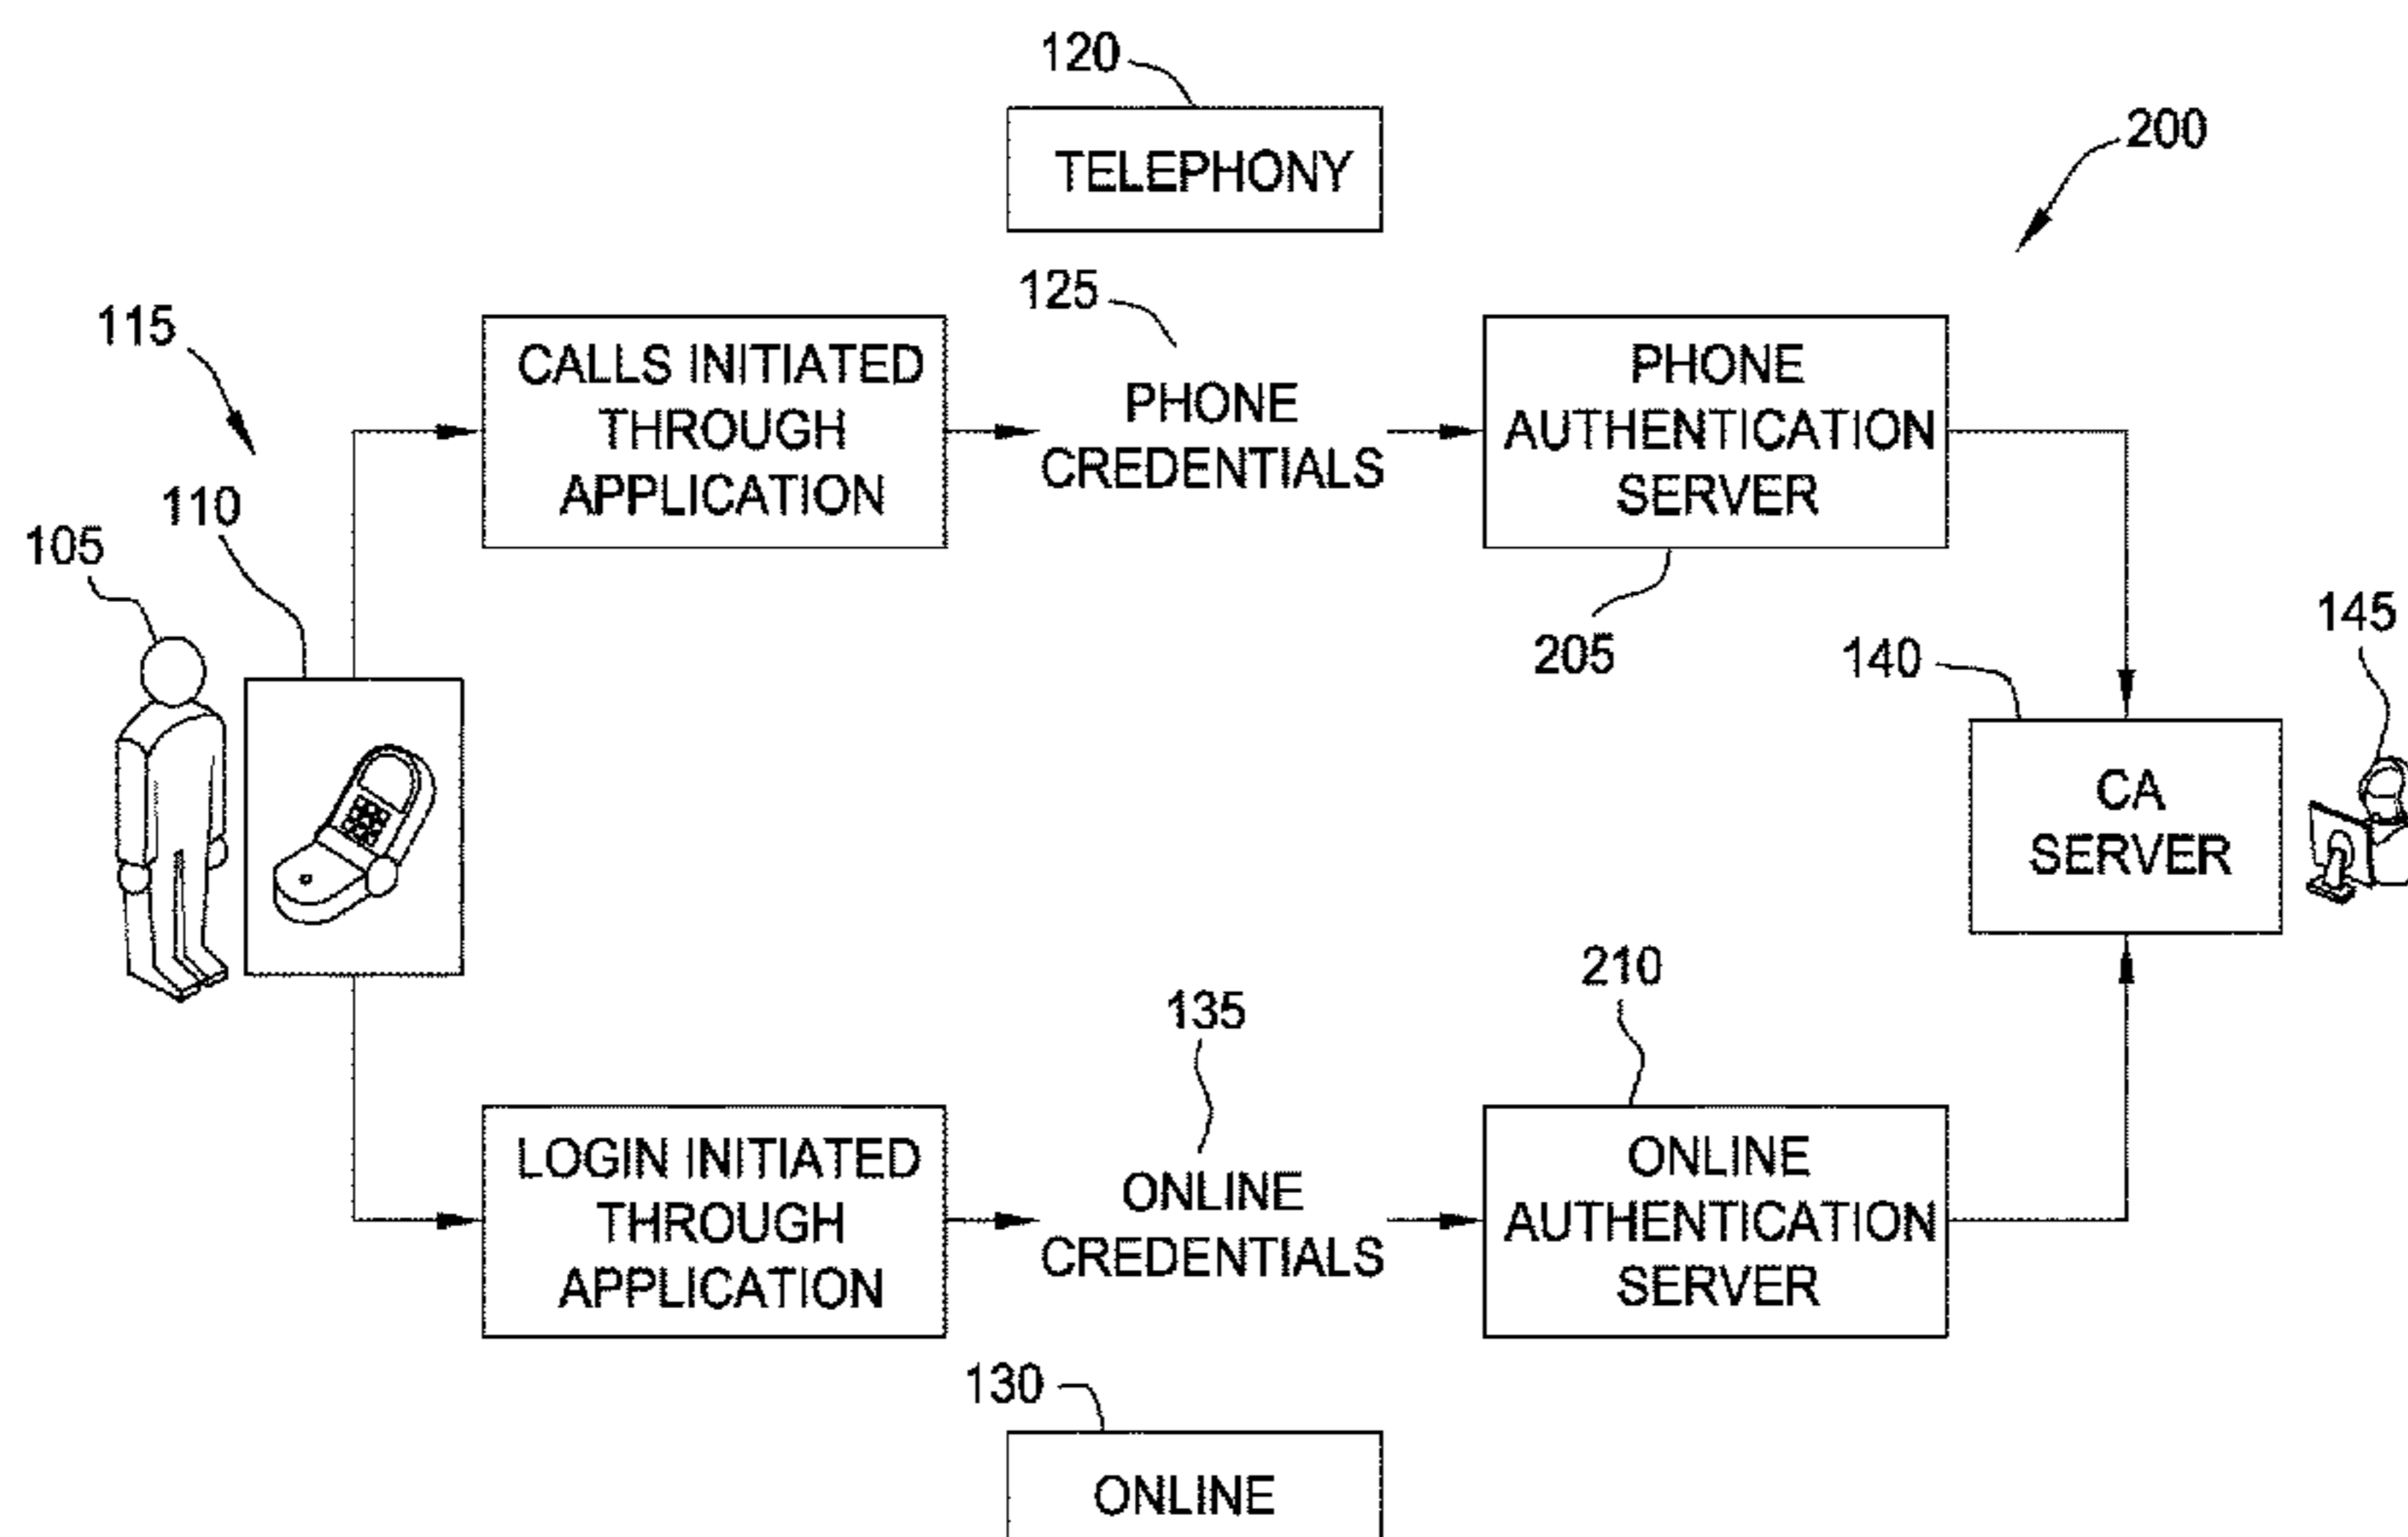 120
TELEPHONY
200
125
115
CALLS INITIATED
THROUGH
APPLICATION
PHONE
CREDENTIALS
PHONE
AUTHENTICATION
SERVER
110
105
205
140
145
CA
SERVER
210
135
LOGIN INITIATED
THROUGH
APPLICATION
ONLINE
CREDENTIALS
ONLINE
AUTHENTICATION
SERVER
130
ONLINE